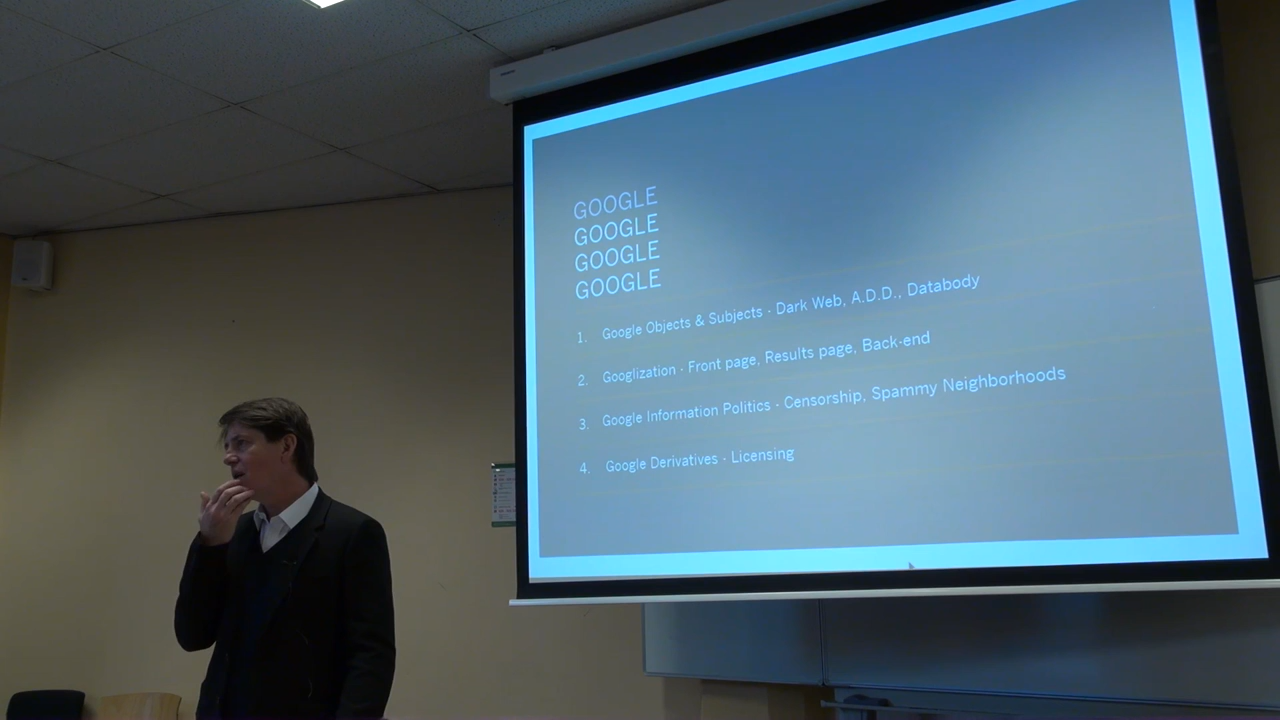 GOOGLE
GOOGLE
GOOGLE
GOOGLE
1. Google Objects & Subjects - Dark Web, A.D.D., Databody
2. Googlization - Front page, Results page, Back-end
3. Google Information Politics - Censorship, Spammy Neighborhoods
4. Google Derivatives - Licensing